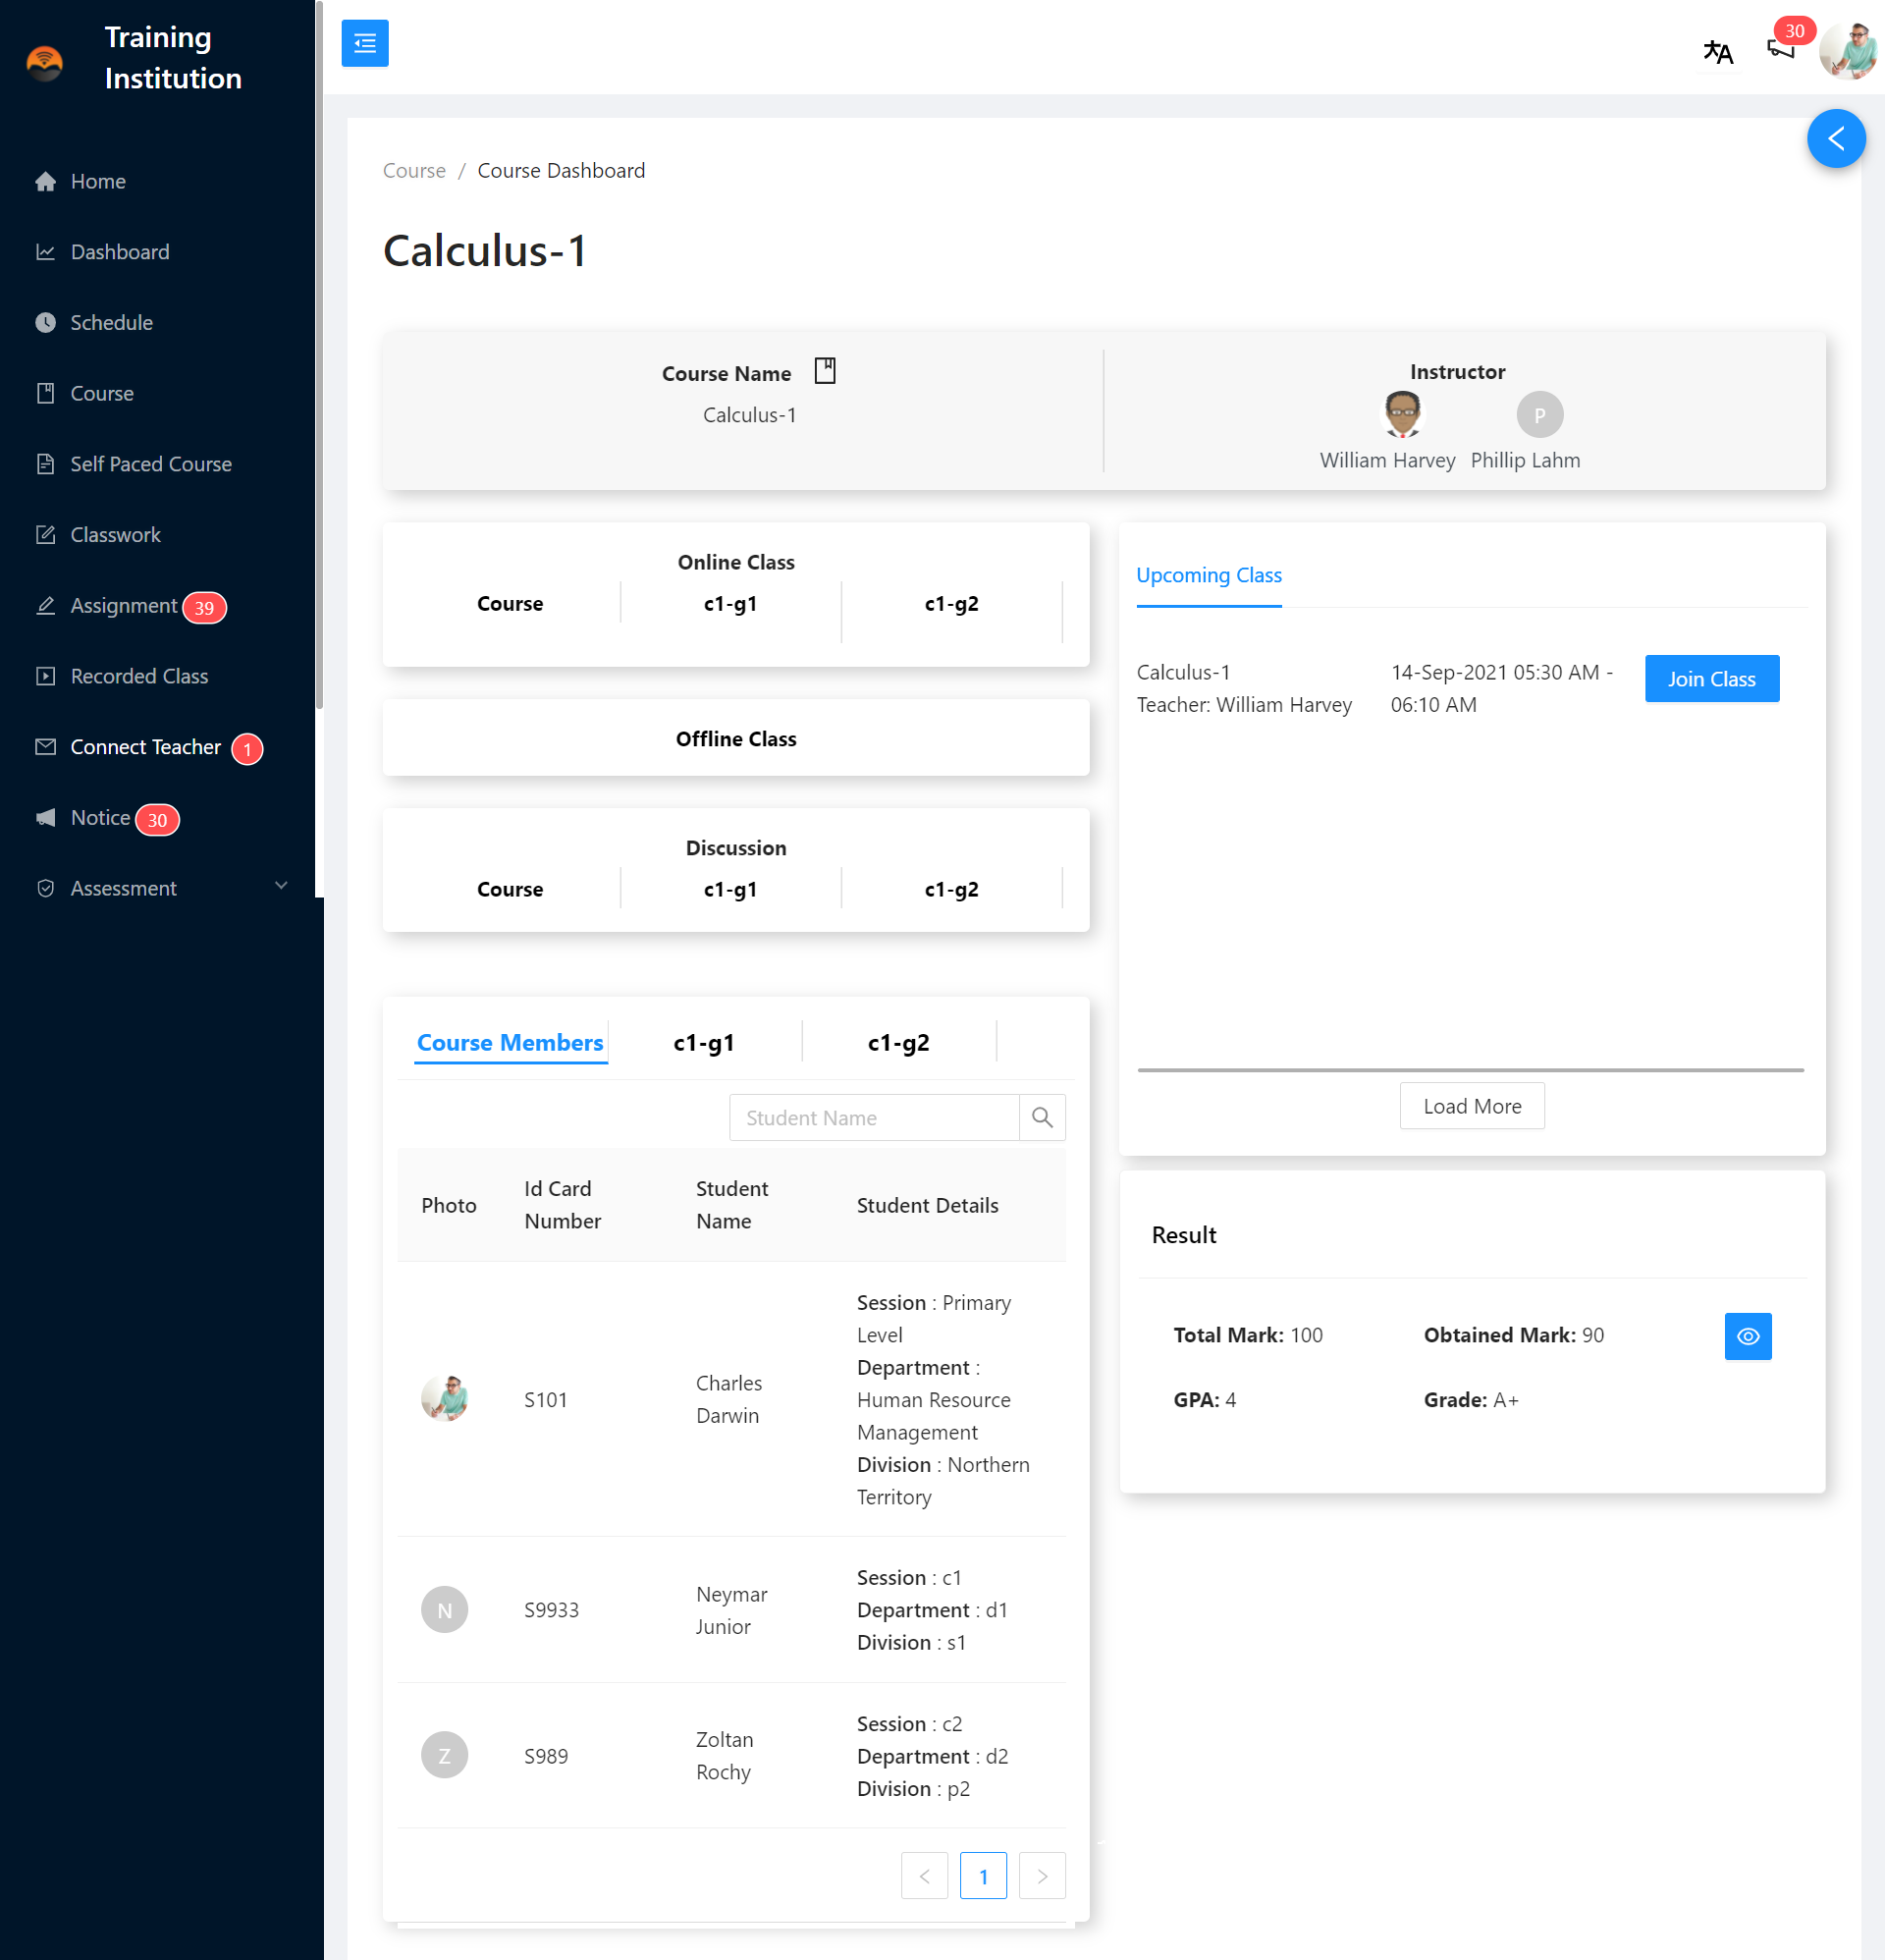 Training
Institution
30
Home
Dashboard
Schedule
Course
Self Paced Course
Classwork
Assignment 39
Recorded Class
Connect Teacher 1
Notice 30
Assessment
Course / Course Dashboard
Calculus-1
Course Name
Calculus-1
Instructor
P
William Harvey Phillip Lahm
Online Class
Course c1-g1 c1-g2
Offline Class
Discussion
Course c1-g1 c1-g2
Upcoming Class
Calculus-1 14-Sep-2021 05:30 AM - Join Class
Teacher: William Harvey 06:10 AM
Load More
Course Members c1-g1 c1-g2
Student Name
Photo Id Card Number Student Name Student Details
S101
Charles
Darwin
Session : Primary
Level
Department :
Human Resource
Management
Division : Northern
Territory
N
S9933
Neymar
Junior
Session : c1
Department : d1
Division : s1
Z
S989
Zoltan
Rochy
Session : c2
Department : d2
Division : p2
< 1 >
Result
Total Mark: 100 Obtained Mark: 90
GPA: 4 Grade: A+